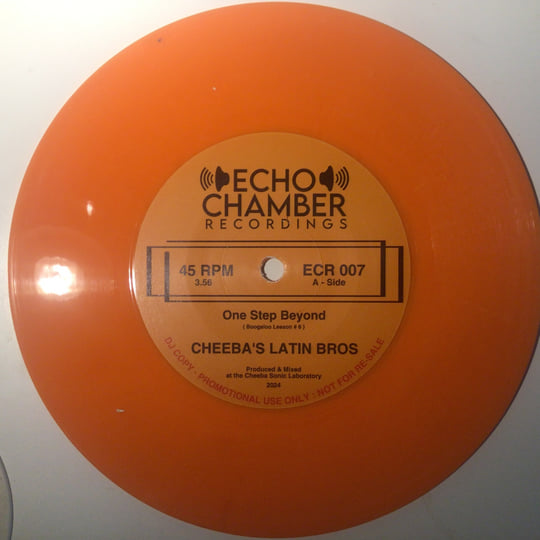 ECHO
CHAMBER
RECORDINGS
45 RPM
3.56
ECR 007
A - Side
One Step Beyond
( Boogaloo Lesson # 6 )
CHEEBA'S LATIN BROS
Produced & Mixed
at the Cheeba Sonic Laboratory
2024
DJ COPY - PROMOTIONAL USE ONLY : NOT FOR RE-SALE